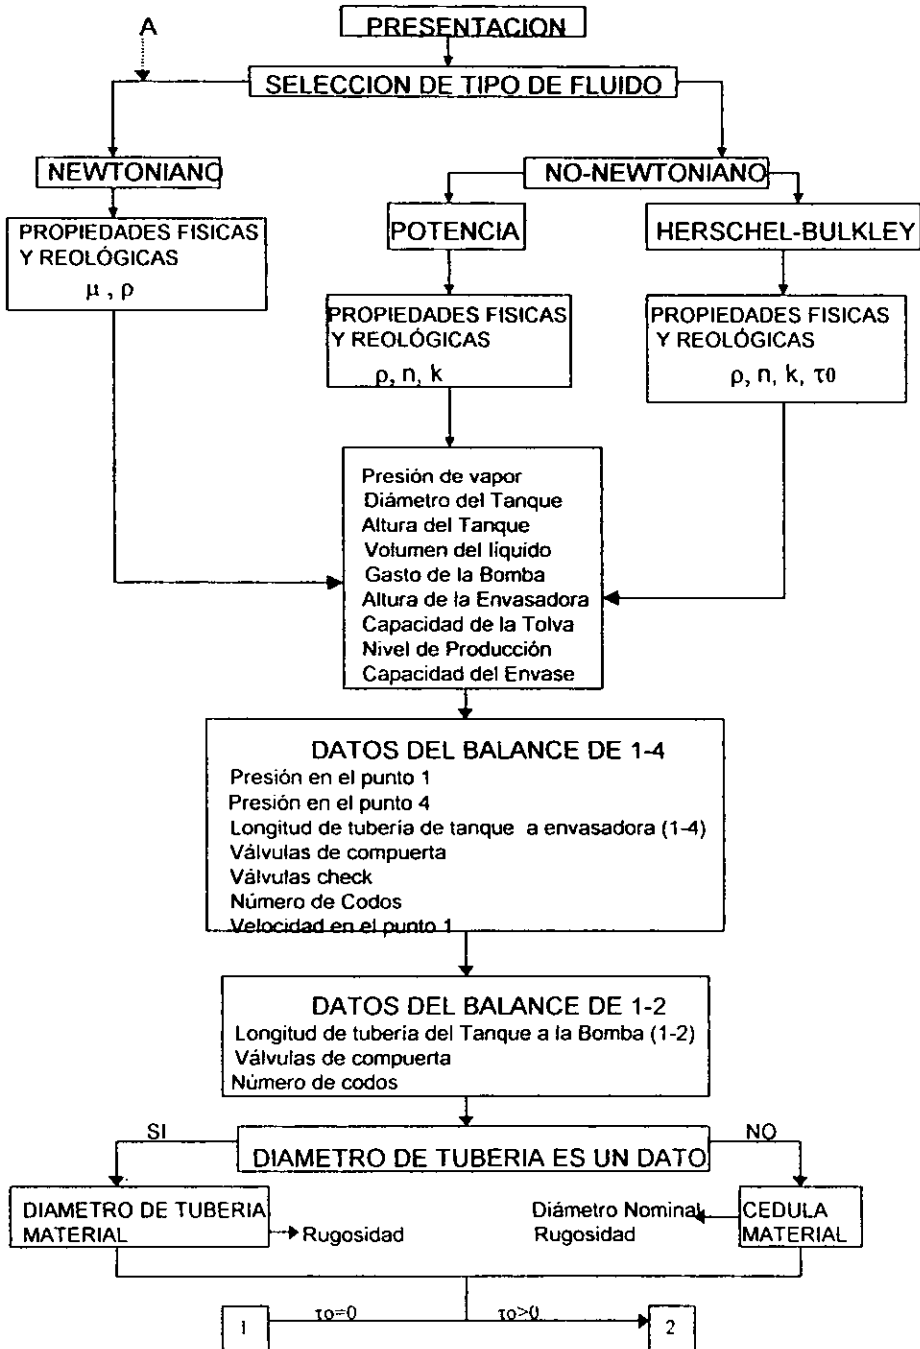 A
PRESENTACION
SELECCION DE TIPO DE FLUIDO
NEWTONIANO
NO-NEWTONIANO
PROPIEDADES FISICAS
Y REOLÓGICAS
μ , ρ
POTENCIA
HERSCHEL-BULKLEY
PROPIEDADES FISICAS
Y REOLÓGICAS
ρ, n, k
PROPIEDADES FISICAS
Y REOLÓGICAS
ρ, n, k, τ0
Presión de vapor
Diámetro del Tanque
Altura del Tanque
Volumen del líquido
Gasto de la Bomba
Altura de la Envasadora
Capacidad de la Tolva
Nivel de Producción
Capacidad del Envase
DATOS DEL BALANCE DE 1-4
Presión en el punto 1
Presión en el punto 4
Longitud de tubería de tanque a envasadora (1-4)
Válvulas de compuerta
Válvulas check
Número de Codos
Velocidad en el punto 1
DATOS DEL BALANCE DE 1-2
Longitud de tubería del Tanque a la Bomba (1-2)
Válvulas de compuerta
Número de codos
SI
NO
DIAMETRO DE TUBERIA ES UN DATO
DIAMETRO DE TUBERIA
MATERIAL
Rugosidad
Diámetro Nominal
Rugosidad
CEDULA
MATERIAL
1
τo=0
τo>0
2